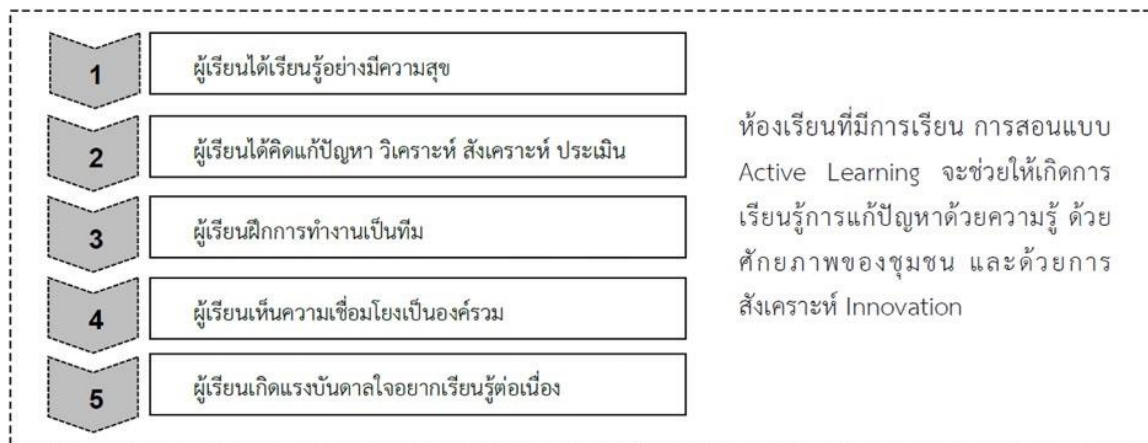 1
ผู้เรียนได้เรียนรู้อย่างมีความสุข
2
ผู้เรียนได้คิดแก้ปัญหา วิเคราะห์ สังเคราะห์ ประเมิน
3
ผู้เรียนฝึกการทำงานเป็นทีม
4
ผู้เรียนเห็นความเชื่อมโยงเป็นองค์รวม
5
ผู้เรียนเกิดแรงบันดาลใจอยากเรียนรู้ต่อเนื่อง
ห้องเรียนที่มีการเรียน การสอนแบบ
Active Learning จะช่วยให้เกิดการ
เรียนรู้การแก้ปัญหาด้วยความรู้ ด้วย
ศักยภาพของชุมชน และด้วยการ
สังเคราะห์ Innovation